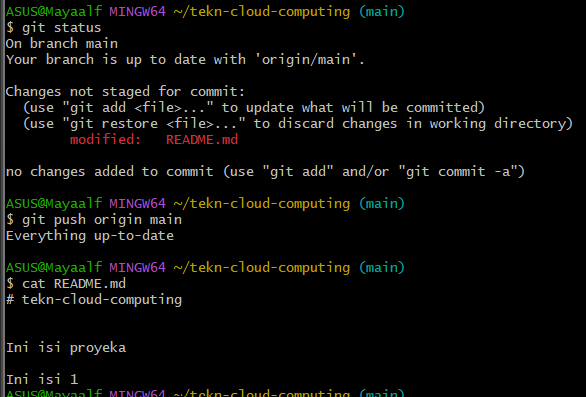 ASUS@Mayaalf MINGW64 ~/tekn-cloud-computing (main)
$ git status
On branch main
Your branch is up to date with 'origin/main'.
Changes not staged for commit:
(use "git add <file>..." to update what will be committed)
(use "git restore <file>..." to discard changes in working directory)
modified: README.md
no changes added to commit (use "git add" and/or "git commit -a")
ASUS@Mayaalf MINGW64 ~/tekn-cloud-computing (main)
$ git push origin main
Everything up-to-date
ASUS@Mayaalf MINGW64 ~/tekn-cloud-computing (main)
$ cat README.md
# tekn-cloud-computing
Ini isi proyeka
Ini isi 1
ASUS@Mayaalf MINGW64 ~/tekn-cloud-computing (main)